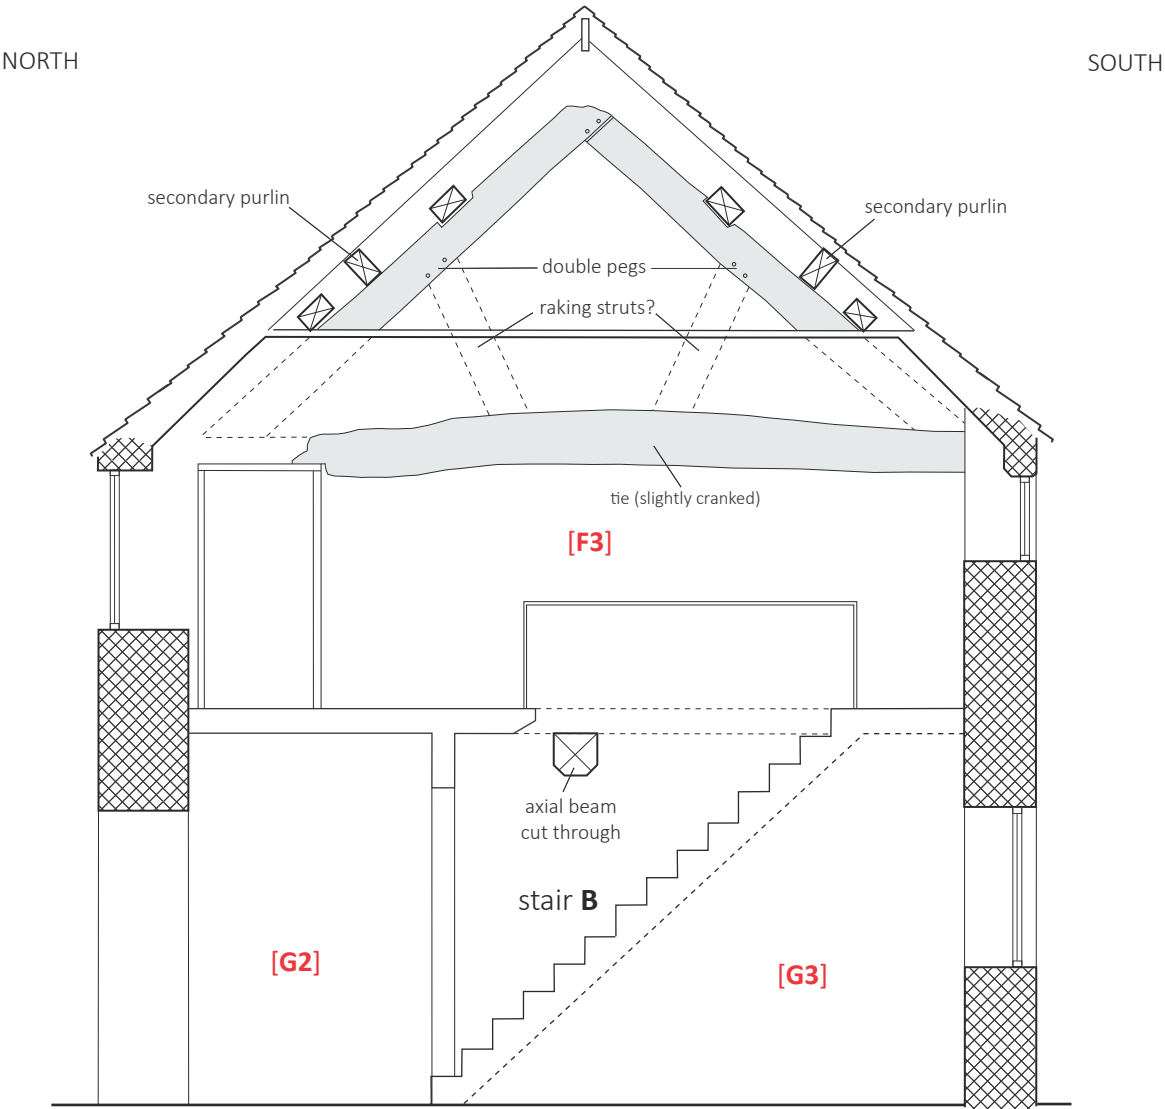 NORTH
SOUTH
secondary purlin
secondary purlin
double pegs
raking struts?
tie (slightly cranked)
[F3]
axial beam
cut through
stair B
[G2]
[G3]